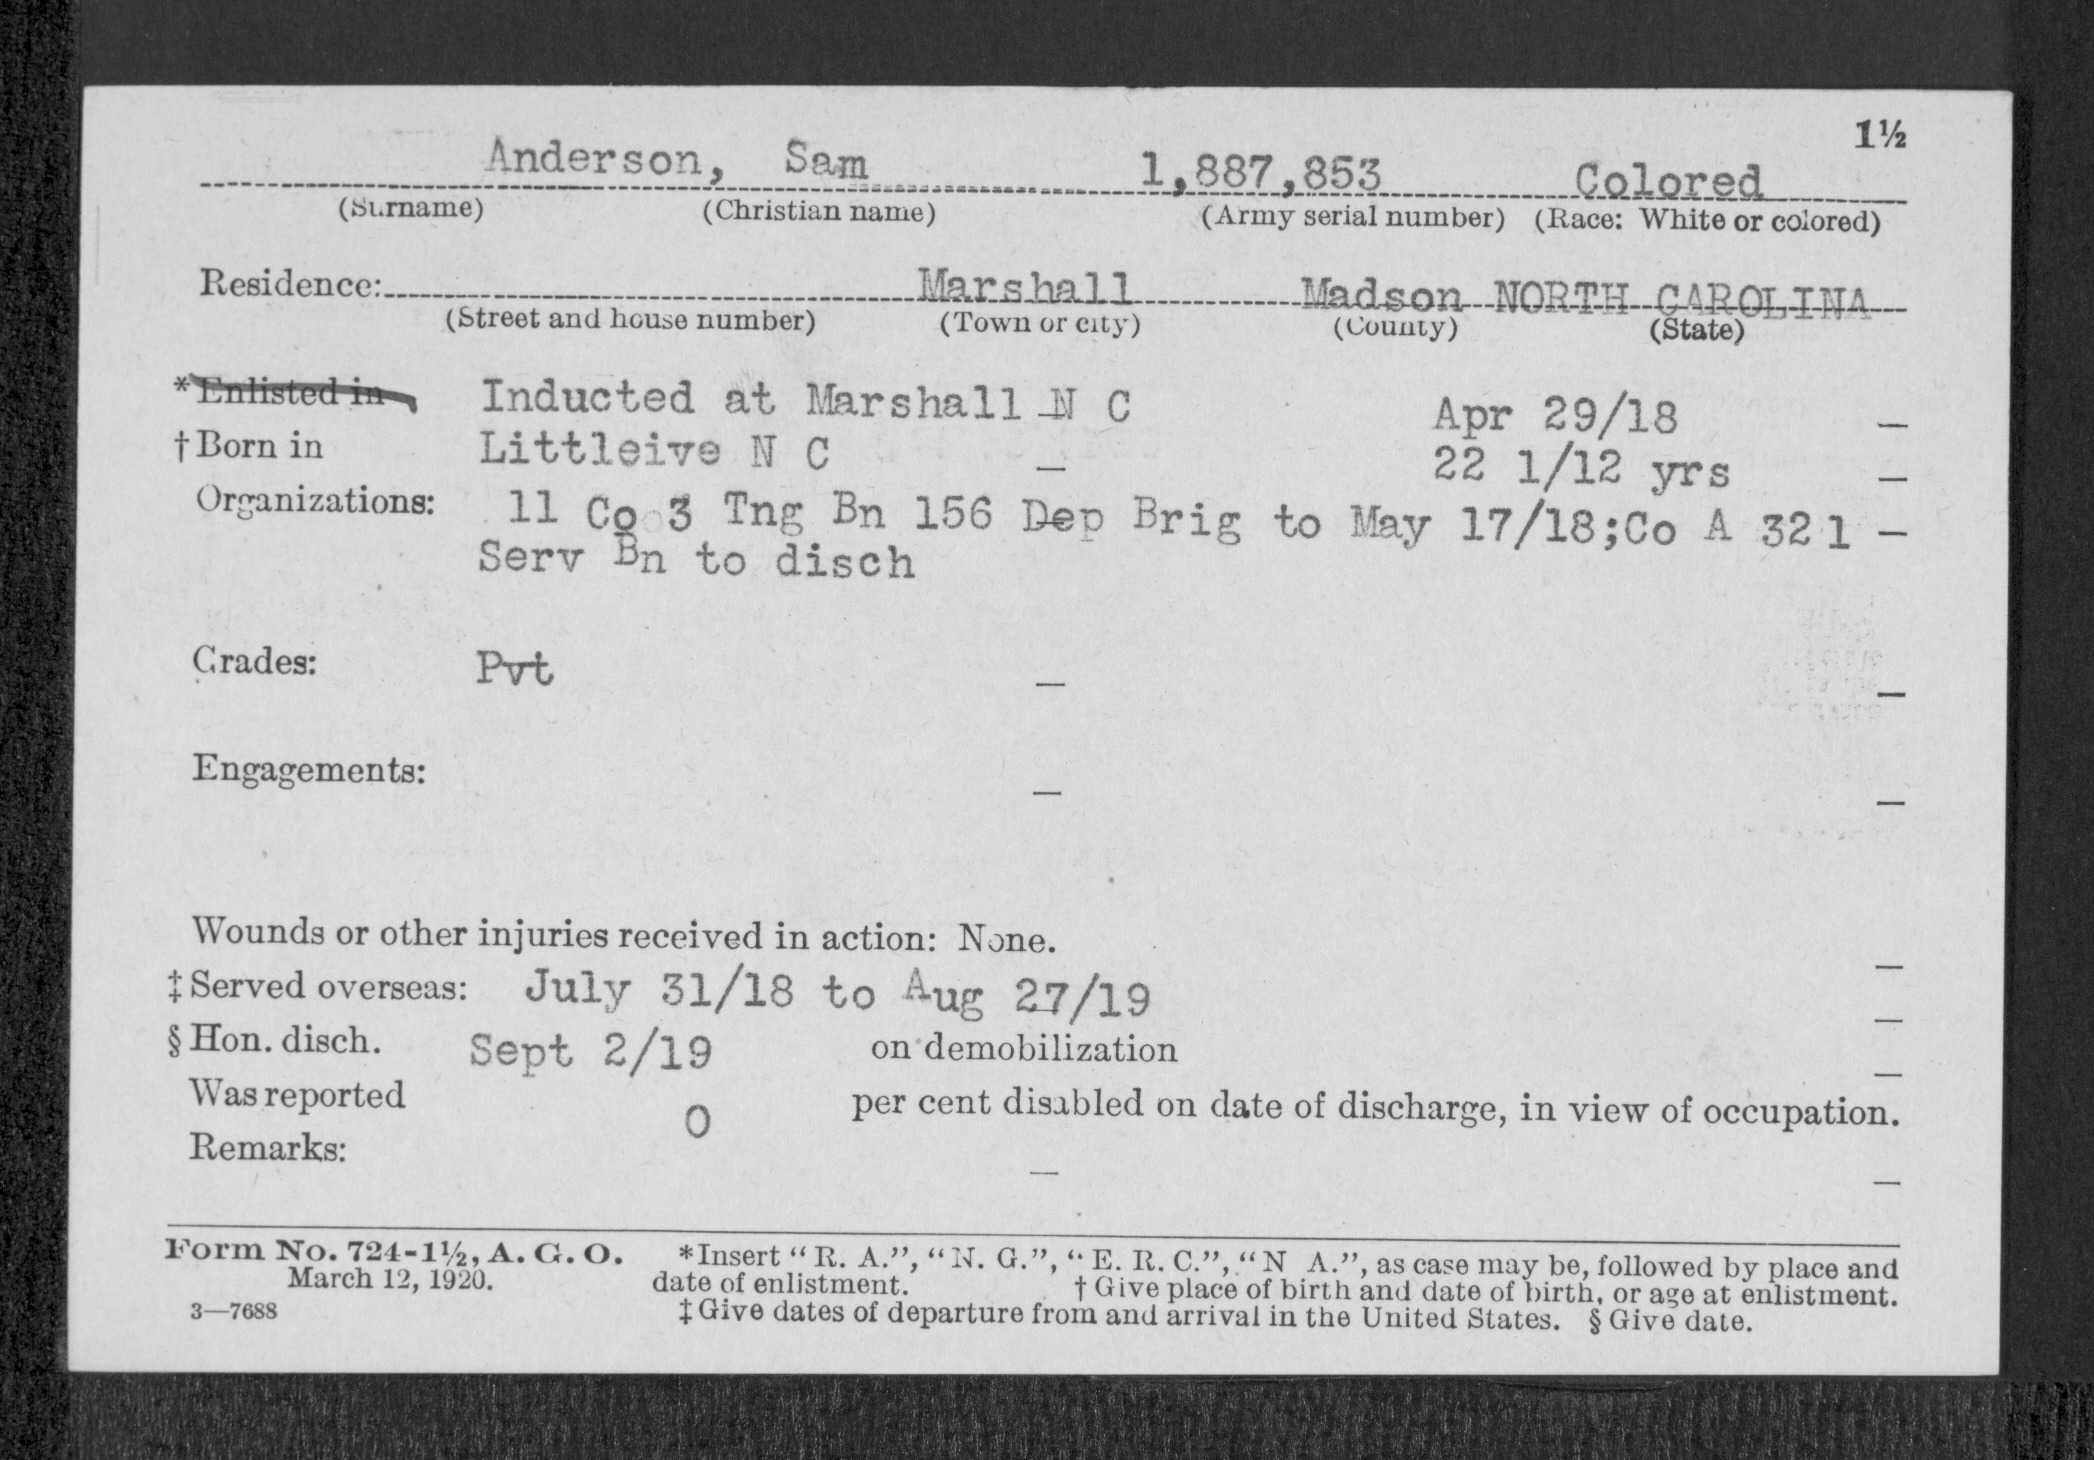 1½
Anderson, Sam 1,887,853 Colored
(Surname) (Christian name) (Army serial number) (Race: White or colored)
Residence: Marshall Madson NORTH CAROLINA
(Street and house number) (Town or city) (County) (State)
*Enlisted in Inducted at Marshall N C Apr 29/18 —
†Born in Littleive N C — 22 1/12 yrs —
Organizations: 11 Co 3 Tng Bn 156 Dep Brig to May 17/18;Co A 321 —
Serv Bn to disch
Grades: Pvt — —
Engagements: — —
Wounds or other injuries received in action: None. —
‡Served overseas: July 31/18 to Aug 27/19 —
§Hon. disch. Sept 2/19 on demobilization —
Was reported 0 per cent disabled on date of discharge, in view of occupation.
Remarks: — —
Form No. 724-1½, A. G. O. *Insert "R. A.", "N. G.", "E. R. C.", "N A.", as case may be, followed by place and
March 12, 1920. date of enlistment. †Give place of birth and date of birth, or age at enlistment.
3—7688 ‡Give dates of departure from and arrival in the United States. §Give date.